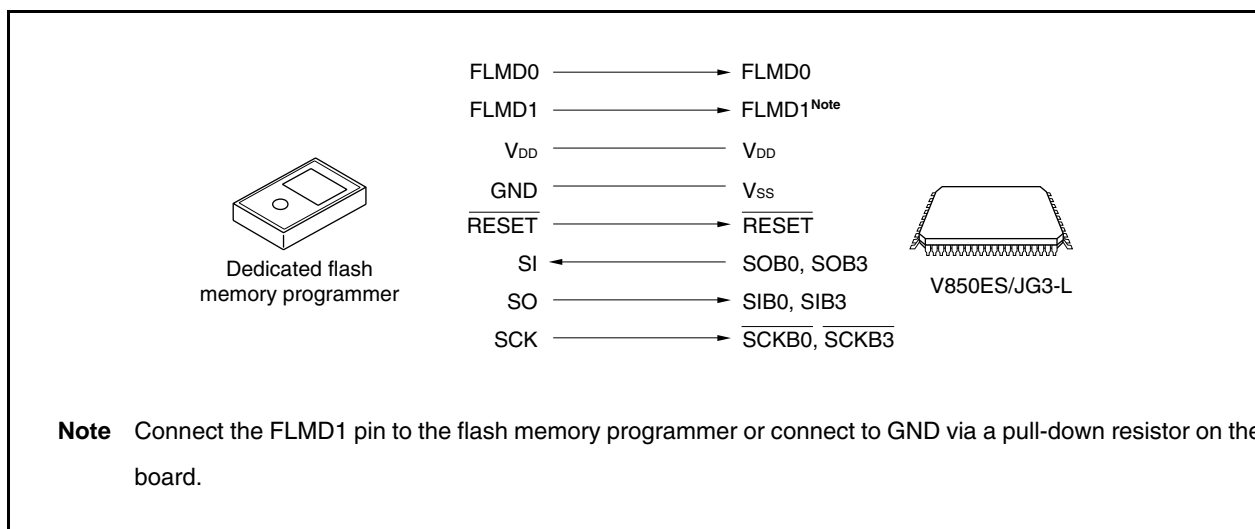 FLMD0 FLMD0
FLMD1 FLMD1Note
VDD VDD
GND VSS
RESET RESET
SI SOB0, SOB3
SO SIB0, SIB3
SCK SCKB0, SCKB3
Dedicated flash
memory programmer
V850ES/JG3-L
Note Connect the FLMD1 pin to the flash memory programmer or connect to GND via a pull-down resistor on the
board.